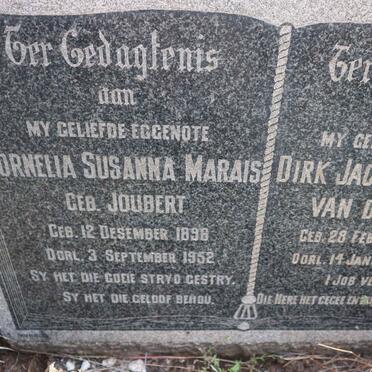 Ter Gedagtenis
aan
MY GELIEFDE EGGENOTE
ORNELIA SUSANNA MARAIS
GEB. JOUBERT
GEB. 12 DESEMBER 1898
OORL. 3 SEPTEMBER 1952.
SY HET DIE GOEIE STRYD GESTRY.
SY HET DIE GELOOF BEHOU.
Ter
MY GE
DIRK JAC
VAN D
GEB. 28 FEB
OORL. 14 JAN
I JOB VE
DIE HERE HET GEGEE EN